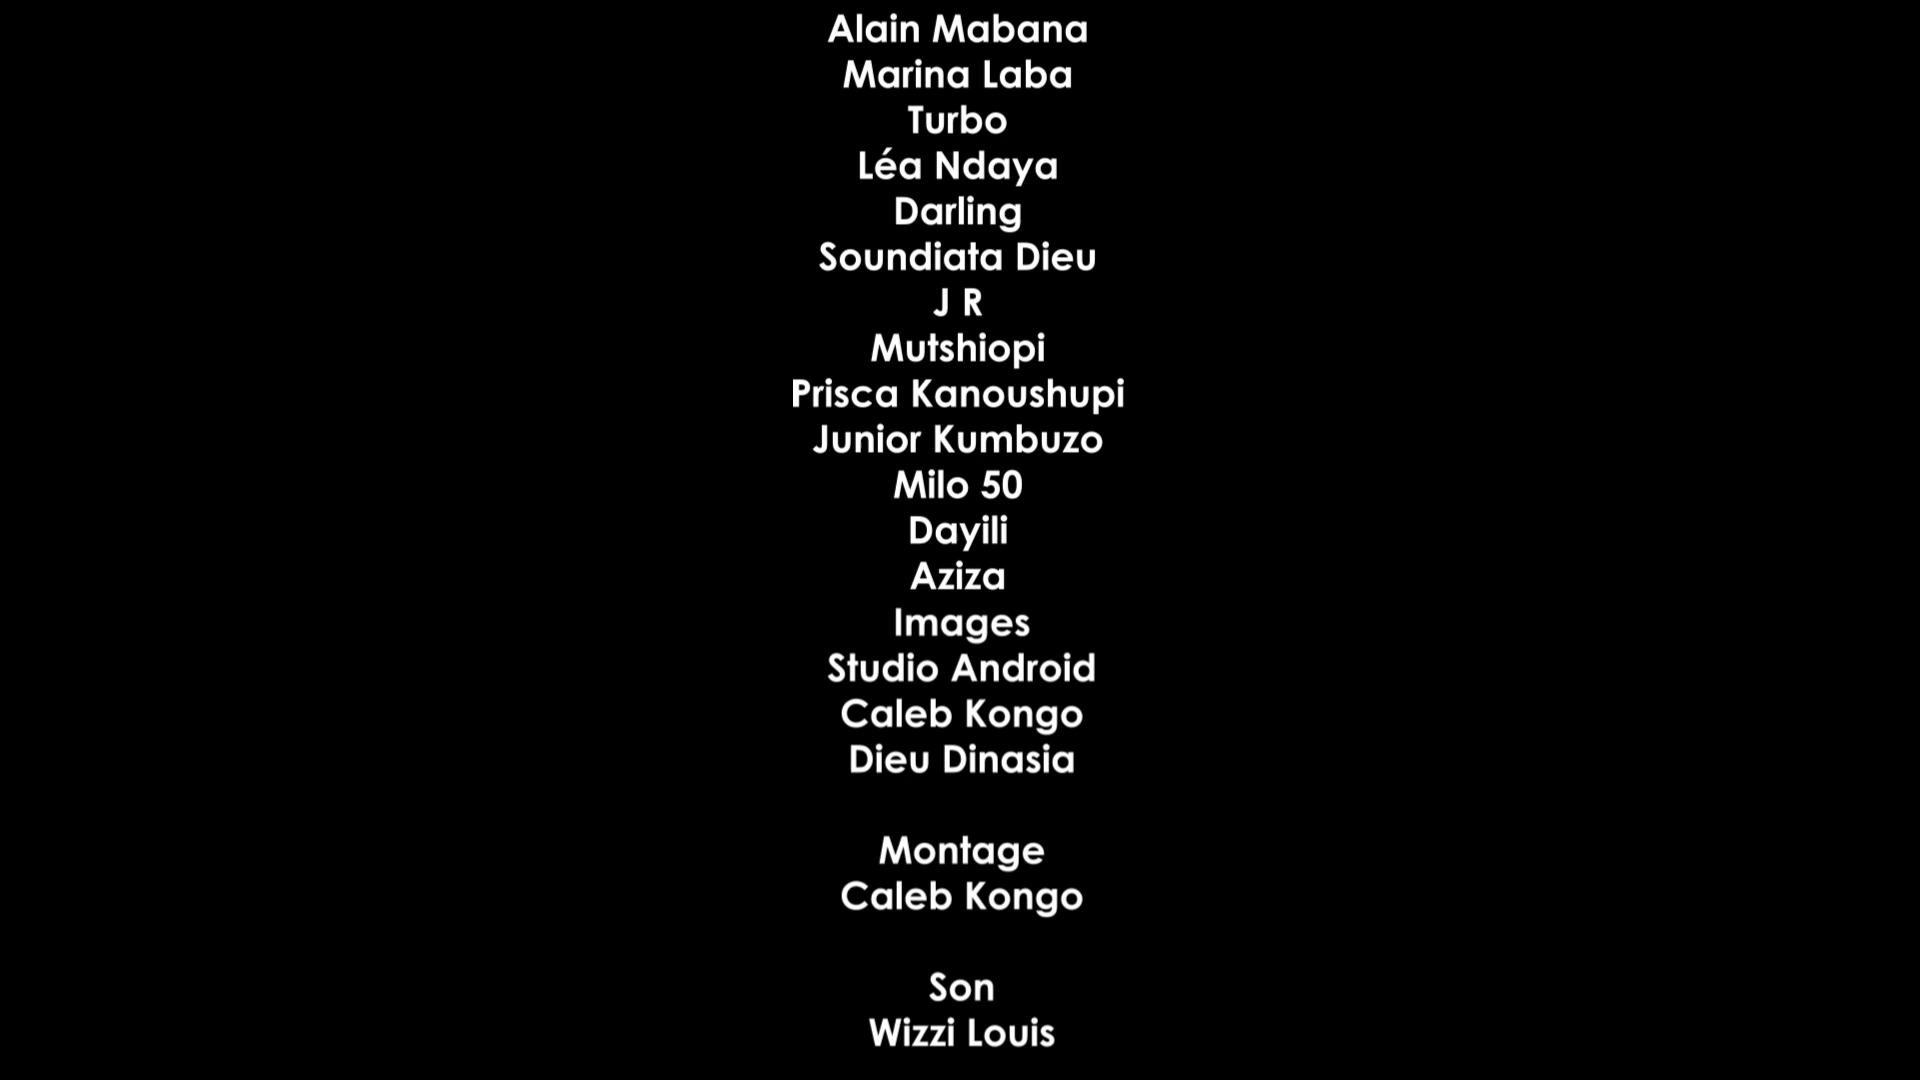 Alain Mabana
Marina Laba
Turbo
Léa Ndaya
Darling
Soundiata Dieu
J R
Mutshiopi
Prisca Kanoushupi
Junior Kumbuzo
Milo 50
Dayili
Aziza
Images
Studio Android
Caleb Kongo
Dieu Dinasia
Montage
Caleb Kongo
Son
Wizzi Louis